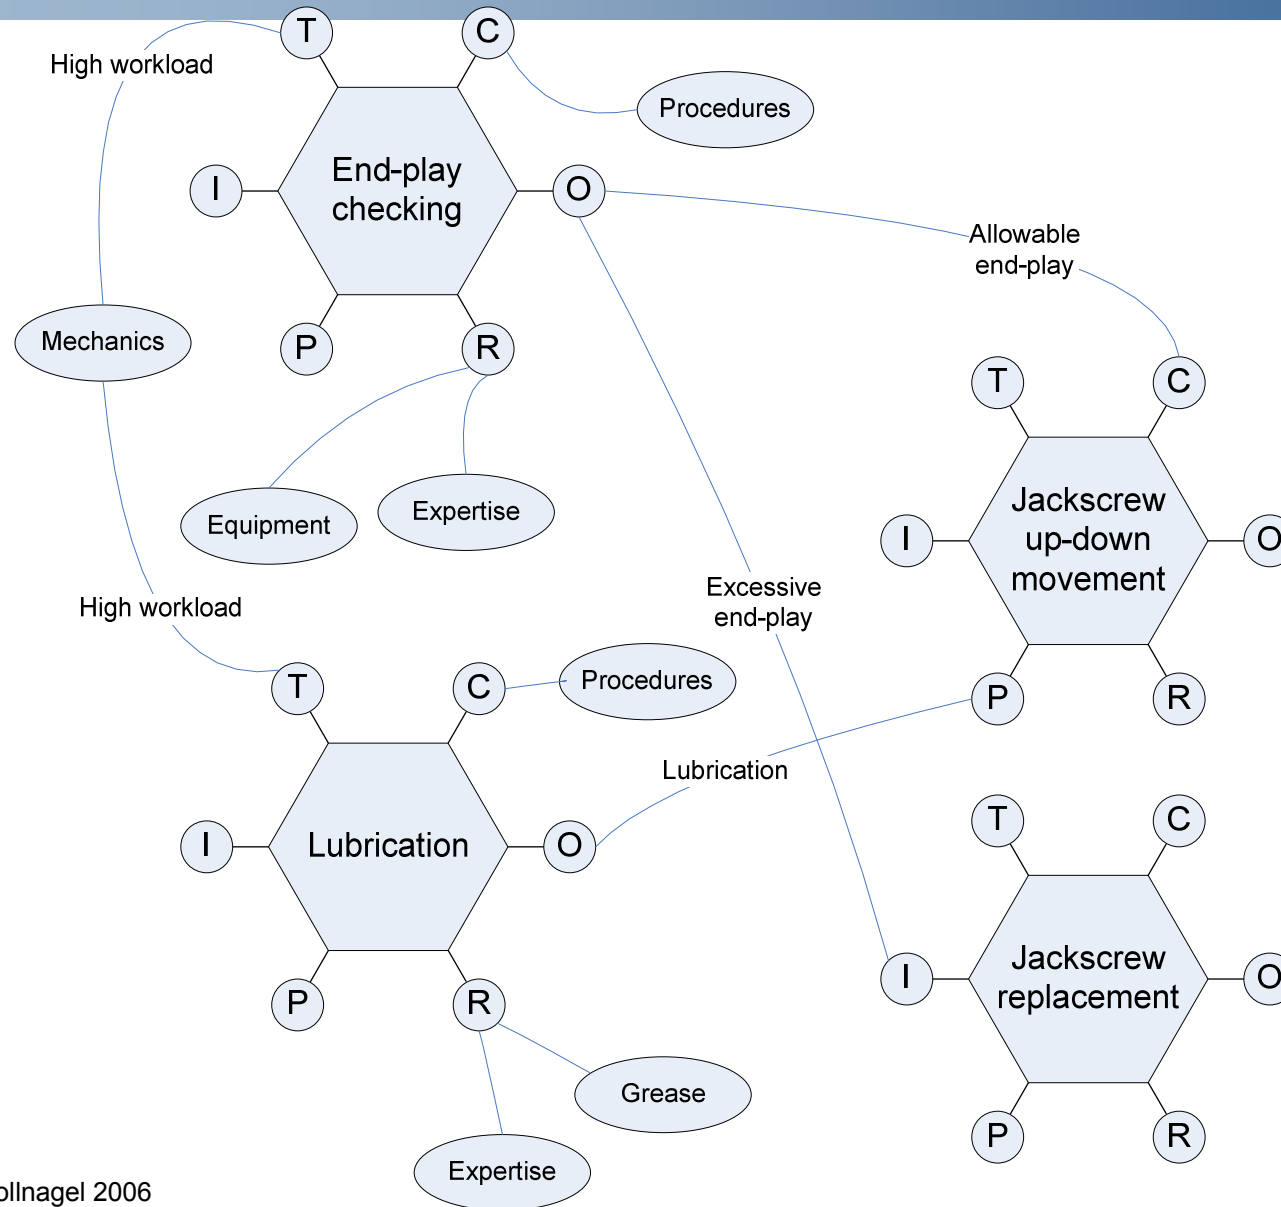 T
C
High workload
Procedures
End-play
checking
I
O
Allowable
end-play
Mechanics
P
R
T
C
Equipment
Expertise
Jackscrew
up-down
movement
I
O
Excessive
end-play
High workload
T
C
Procedures
P
R
Lubrication
T
C
I
Lubrication
O
Jackscrew
replacement
I
O
P
R
Grease
P
R
Expertise
ollnagel 2006